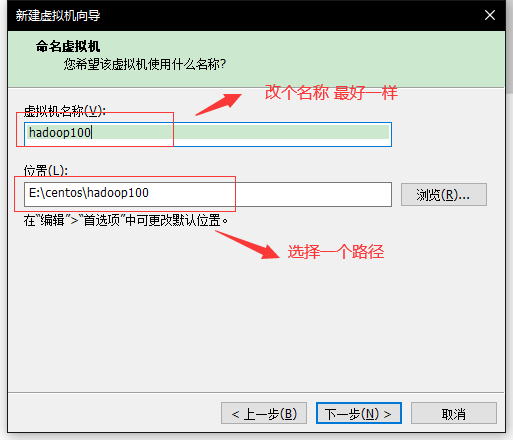 新建虚拟机向导
命名虚拟机
您希望该虚拟机使用什么名称?
改个名称 最好一样
虚拟机名称(V):
hadoop100
位置(L):
E:\centos\hadoop100
浏览(R)...
在“编辑”>“首选项”中可更改默认位置。
选择一个路径
< 上一步(B)
下一步(N) >
取消